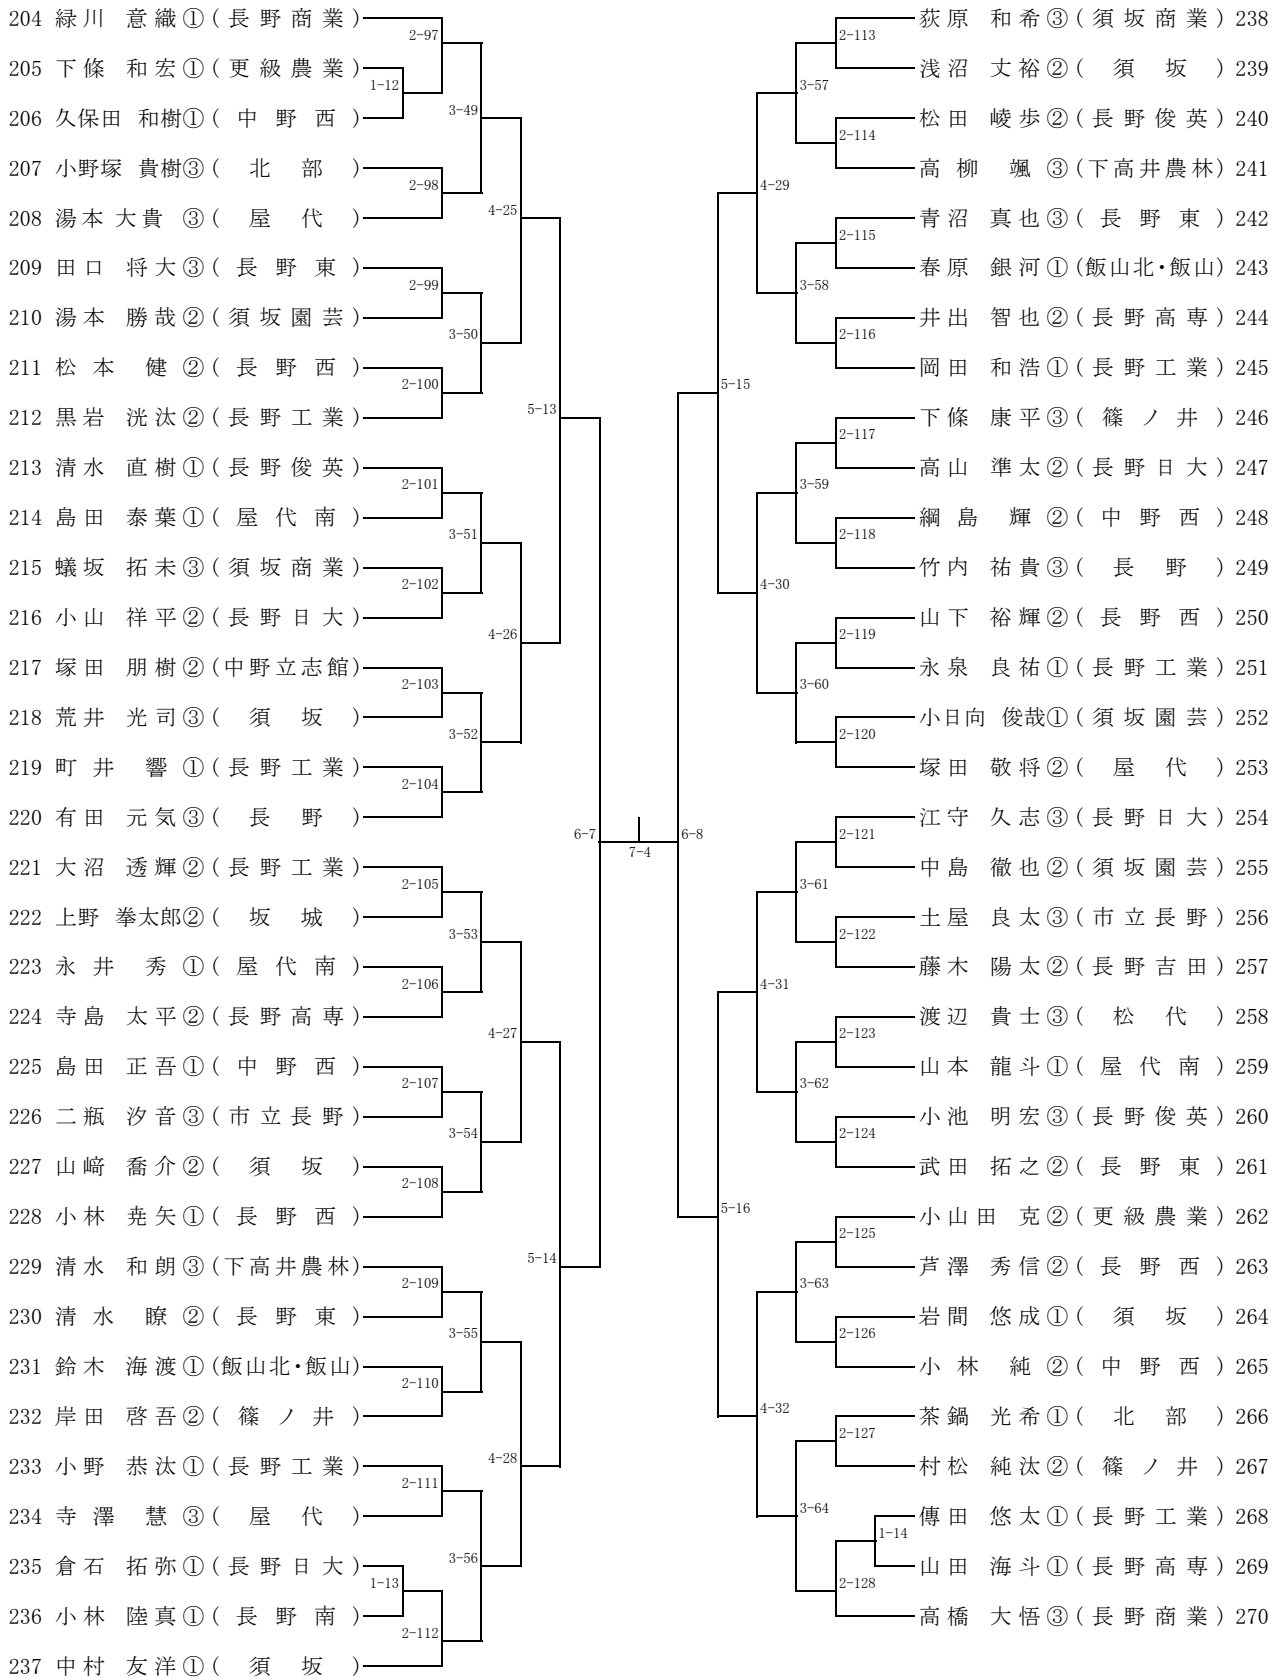 204 緑川 意織①(長野商業)
205 下條 和宏①(更級農業)
206 久保田 和樹①(中野西)
207 小野塚 貴樹③(北部)
208 湯本 大貴③(屋代)
209 田口 将大③(長野東)
210 湯本 勝哉②(須坂園芸)
211 松本 健②(長野西)
212 黒岩 洸汰②(長野工業)
213 清水 直樹①(長野俊英)
214 島田 泰葉①(屋代南)
215 蟻坂 拓未③(須坂商業)
216 小山 祥平②(長野日大)
217 塚田 朋樹②(中野立志館)
218 荒井 光司③(須坂)
219 町井 響①(長野工業)
220 有田 元気③(長野)
221 大沼 透輝②(長野工業)
222 上野 拳太郎②(坂城)
223 永井 秀①(屋代南)
224 寺島 太平②(長野高専)
225 島田 正吾①(中野西)
226 二瓶 汐音③(市立長野)
227 山﨑 喬介②(須坂)
228 小林 尭矢①(長野西)
229 清水 和朗③(下高井農林)
230 清水 瞭②(長野東)
231 鈴木 海渡①(飯山北・飯山)
232 岸田 啓吾②(篠ノ井)
233 小野 恭汰①(長野工業)
234 寺澤 慧③(屋代)
235 倉石 拓弥①(長野日大)
236 小林 陸真①(長野南)
237 中村 友洋①(須坂)
1-12
1-13
2-97
2-98
2-99
2-100
2-101
2-102
2-103
2-104
2-105
2-106
2-107
2-108
2-109
2-110
2-111
2-112
3-49
3-50
3-51
3-52
3-53
3-54
3-55
3-56
4-25
4-26
4-27
4-28
5-13
5-14
6-7
7-4
6-8
5-15
5-16
4-29
4-30
4-31
4-32
3-57
3-58
3-59
3-60
3-61
3-62
3-63
3-64
2-113
2-114
2-115
2-116
2-117
2-118
2-119
2-120
2-121
2-122
2-123
2-124
2-125
2-126
2-127
2-128
1-14
荻原 和希③(須坂商業) 238
浅沼 丈裕②(須坂) 239
松田 崚歩②(長野俊英) 240
高柳 颯③(下高井農林) 241
青沼 真也③(長野東) 242
春原 銀河①(飯山北・飯山) 243
井出 智也②(長野高専) 244
岡田 和浩①(長野工業) 245
下條 康平③(篠ノ井) 246
高山 準太②(長野日大) 247
綱島 輝②(中野西) 248
竹内 祐貴③(長野) 249
山下 裕輝②(長野西) 250
永泉 良祐①(長野工業) 251
小日向 俊哉①(須坂園芸) 252
塚田 敬将②(屋代) 253
江守 久志③(長野日大) 254
中島 徹也②(須坂園芸) 255
土屋 良太③(市立長野) 256
藤木 陽太②(長野吉田) 257
渡辺 貴士③(松代) 258
山本 龍斗①(屋代南) 259
小池 明宏③(長野俊英) 260
武田 拓之②(長野東) 261
小山田 克②(更級農業) 262
芦澤 秀信②(長野西) 263
岩間 悠成①(須坂) 264
小林 純②(中野西) 265
茶鍋 光希①(北部) 266
村松 純汰②(篠ノ井) 267
傳田 悠太①(長野工業) 268
山田 海斗①(長野高専) 269
高橋 大悟③(長野商業) 270